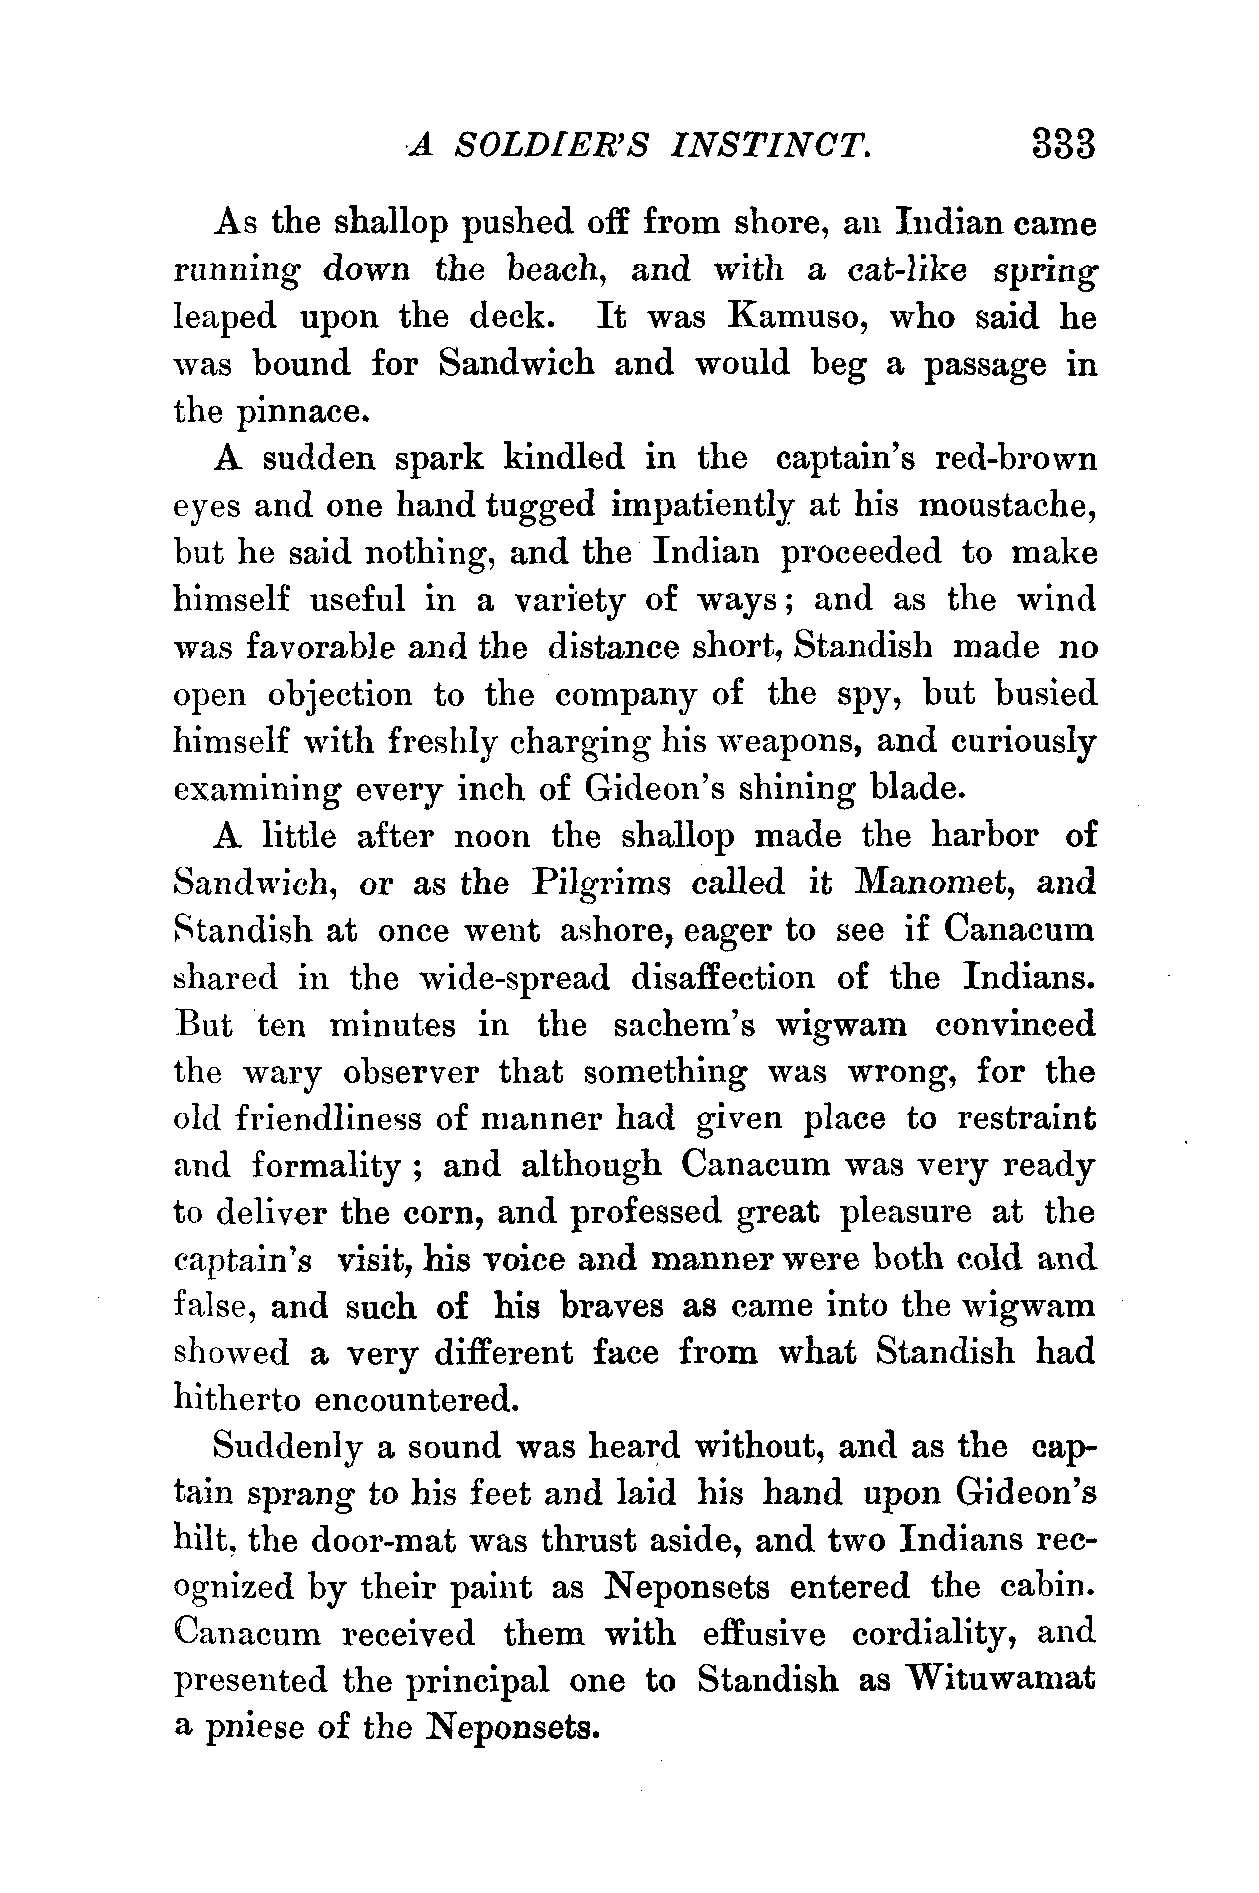 A SOLDIER'S INSTINCT. 333
As the shallop pushed off from shore, an Indian came
running down the beach, and with a cat-like spring
leaped upon the deck. It was Kamuso, who said he
was bound for Sandwich and would beg a passage in
the pinnace.
A sudden spark kindled in the captain's red-brown
eyes and one hand tugged impatiently at his moustache,
but he said nothing, and the Indian proceeded to make
himself useful in a variety of ways; and as the wind
was favorable and the distance short, Standish made no
open objection to the company of the spy, but busied
himself with freshly charging his weapons, and curiously
examining every inch of Gideon's shining blade.
A little after noon the shallop made the harbor of
Sandwich, or as the Pilgrims called it Manomet, and
Standish at once went ashore, eager to see if Canacum
shared in the wide-spread disaffection of the Indians.
But ten minutes in the sachem's wigwam convinced
the wary observer that something was wrong, for the
old friendliness of manner had given place to restraint
and formality; and although Canacum was very ready
to deliver the corn, and professed great pleasure at the
captain's visit, his voice and manner were both cold and
false, and such of his braves as came into the wigwam
showed a very different face from what Standish had
hitherto encountered.
Suddenly a sound was heard without, and as the cap-
tain sprang to his feet and laid his hand upon Gideon's
hilt, the door-mat was thrust aside, and two Indians rec-
ognized by their paint as Neponsets entered the cabin.
Canacum received them with effusive cordiality, and
presented the principal one to Standish as Wituwamat
a pniese of the Neponsets.